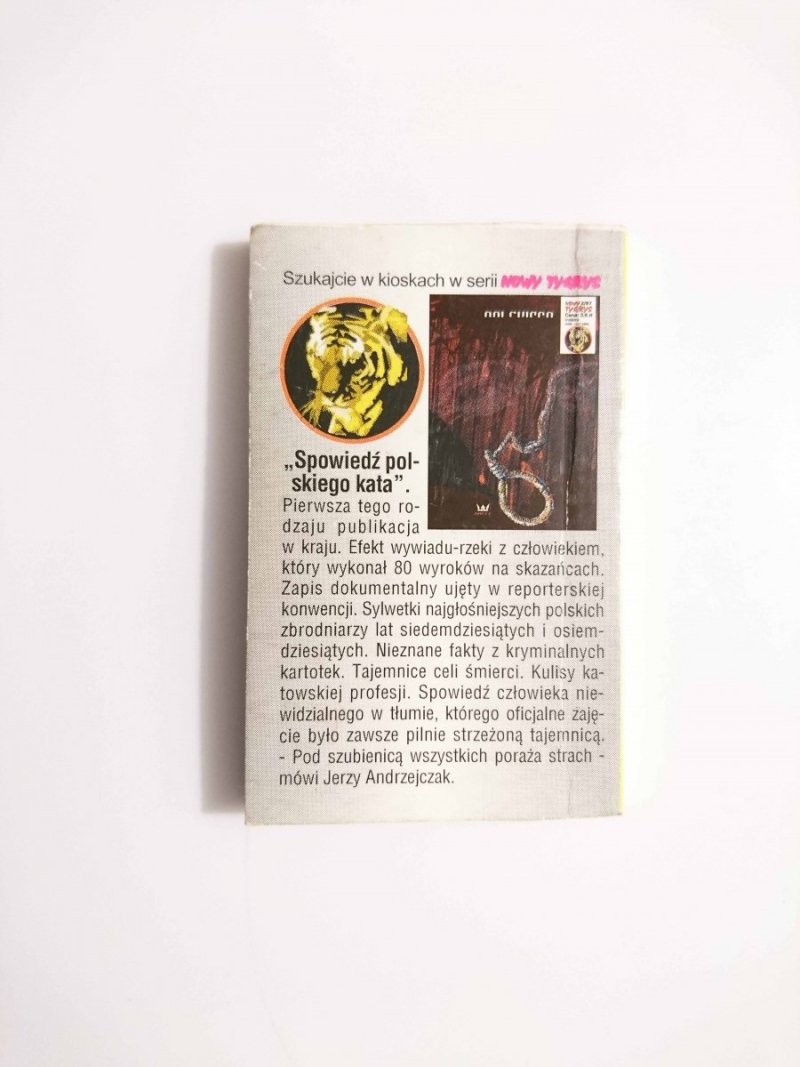 Szukajcie w kioskach w serii NOWY TYGRYS
NOWY
TYGRYS
„Spowiedź pol-
skiego kata".
Pierwsza tego ro-
dzaju publikacja
w kraju. Efekt wywiadu-rzeki z człowiekiem,
który wykonał 80 wyroków na skazańcach.
Zapis dokumentalny ujęty w reporterskiej
konwencji. Sylwetki najgłośniejszych polskich
zbrodniarzy lat siedemdziesiątych i osiem-
dziesiątych. Nieznane fakty z kryminalnych
kartotek. Tajemnice celi śmierci. Kulisy ka-
towskiej profesji. Spowiedź człowieka nie-
widzialnego w tłumie, którego oficjalne zaję-
cie było zawsze pilnie strzeżoną tajemnicą.
- Pod szubienicą wszystkich poraża strach -
mówi Jerzy Andrzejczak.